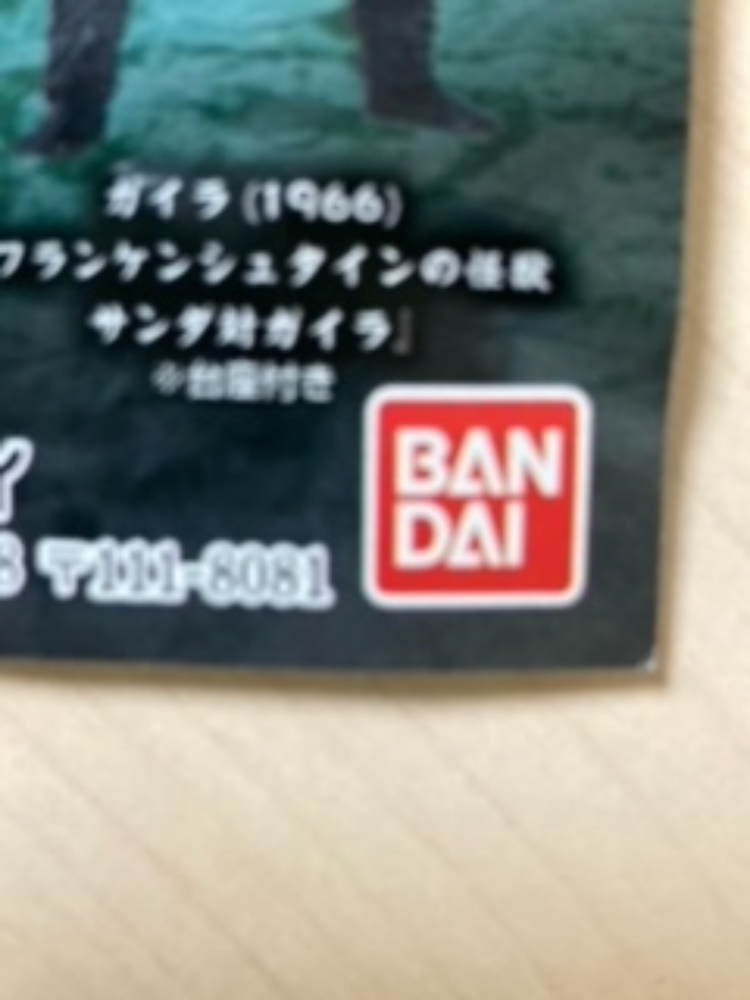 ガイラ(1966)
フランケンシュタインの怪獣
サンダ対ガイラ』
※台座付き
BAN
DAI
〒111-8081